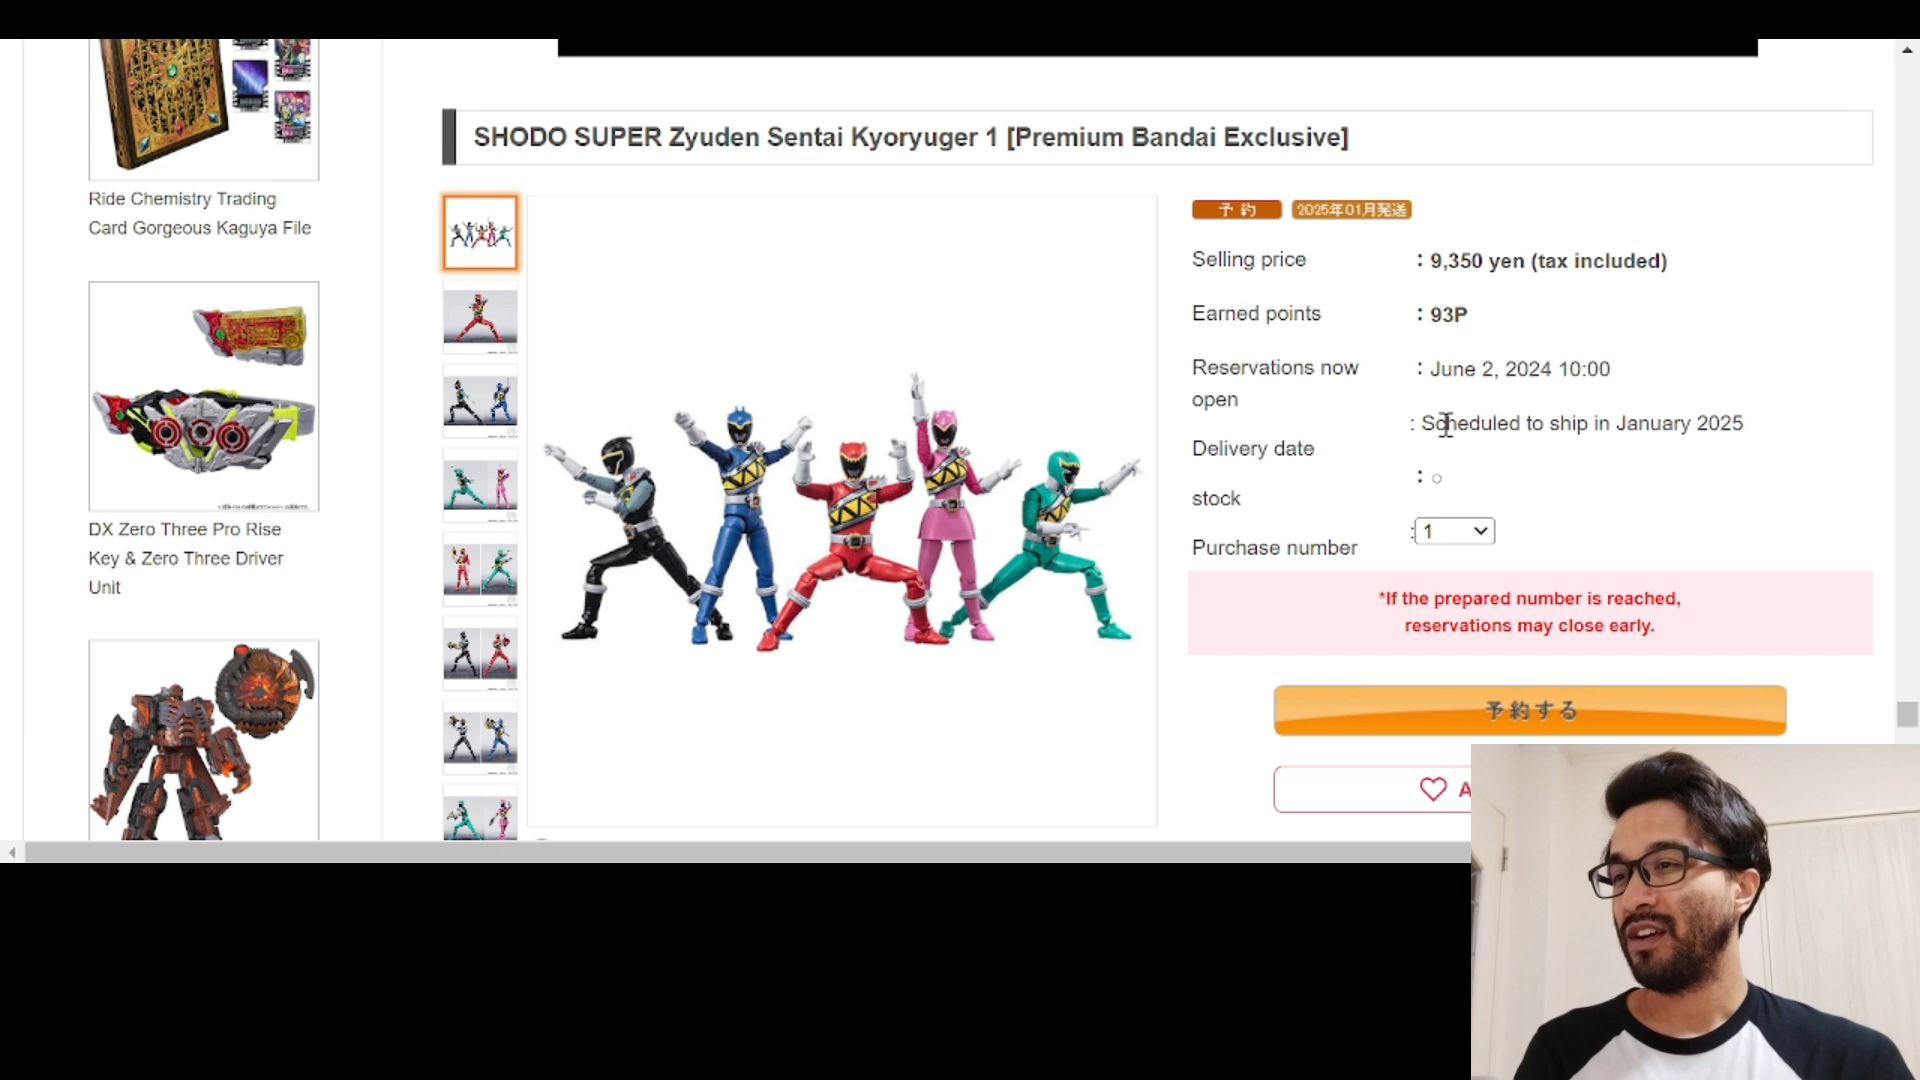 Ride Chemistry Trading
Card Gorgeous Kaguya File
DX Zero Three Pro Rise
Key & Zero Three Driver
Unit
SHODO SUPER Zyuden Sentai Kyoryuger 1 [Premium Bandai Exclusive]
予約 2025年01月発送
Selling price : 9,350 yen (tax included)
Earned points : 93P
Reservations now : June 2, 2024 10:00
open
: Scheduled to ship in January 2025
Delivery date
: ○
stock
: 1
Purchase number
*If the prepared number is reached,
reservations may close early.
予約する
A